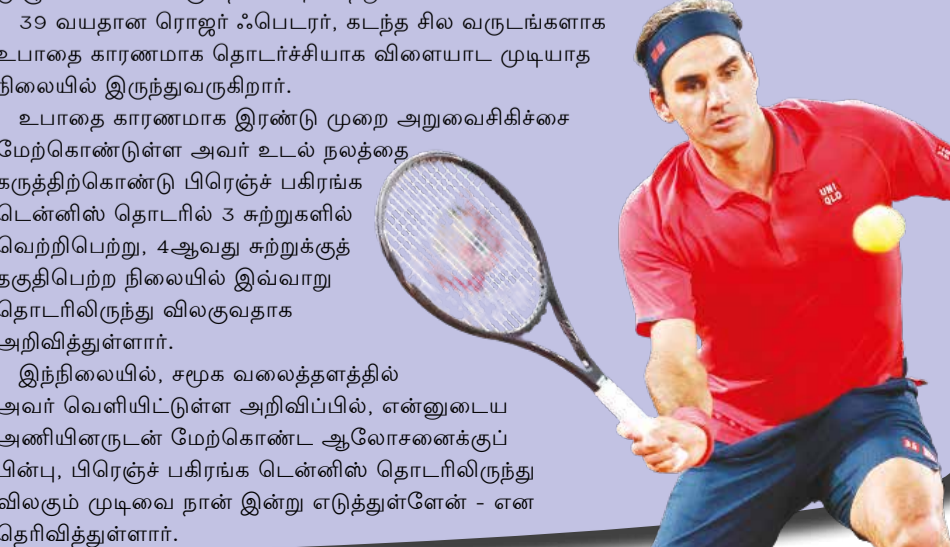 39 வயதான ரொஜர் ஃபெடரர், கடந்த சில வருடங்களாக
உபாதை காரணமாக தொடர்ச்சியாக விளையாட முடியாத
நிலையில் இருந்துவருகிறார்.
உபாதை காரணமாக இரண்டு முறை அறுவைசிகிச்சை
மேற்கொண்டுள்ள அவர் உடல் நலத்தை
கருத்திற்கொண்டு பிரெஞ்ச் பகிரங்க
டென்னிஸ் தொடரில் 3 சுற்றுகளில்
வெற்றிபெற்று, 4ஆவது சுற்றுக்குத்
தகுதிபெற்ற நிலையில் இவ்வாறு
தொடரிலிருந்து விலகுவதாக
அறிவித்துள்ளார்.
இந்நிலையில், சமூக வலைத்தளத்தில்
அவர் வெளியிட்டுள்ள அறிவிப்பில், என்னுடைய
அணியினருடன் மேற்கொண்ட ஆலோசனைக்குப்
பின்பு, பிரெஞ்ச் பகிரங்க டென்னிஸ் தொடரிலிருந்து
விலகும் முடிவை நான் இன்று எடுத்துள்ளேன் - என
தெரிவித்துள்ளார்.
UNI
QLO